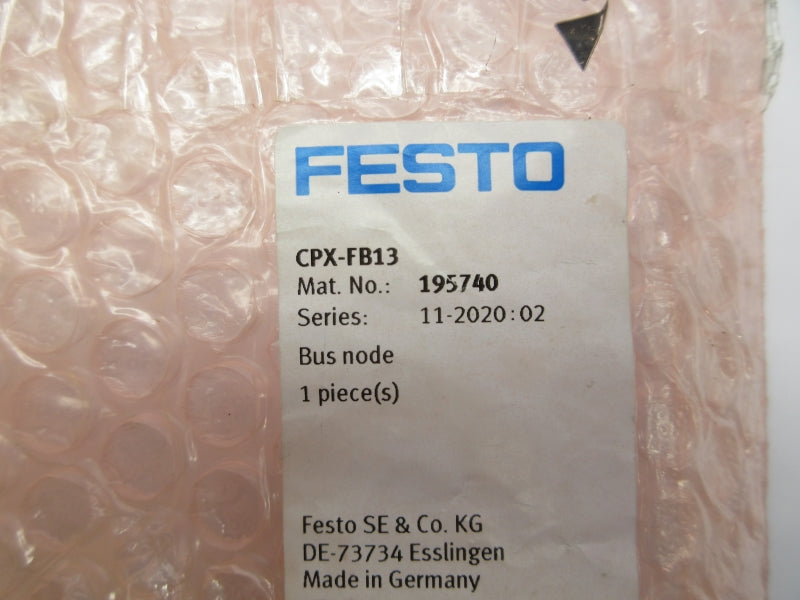 FESTO
CPX-FB13
Mat. No.: 195740
Series: 11-2020:02
Bus node
1 piece(s)
Festo SE & Co. KG
DE-73734 Esslingen
Made in Germany